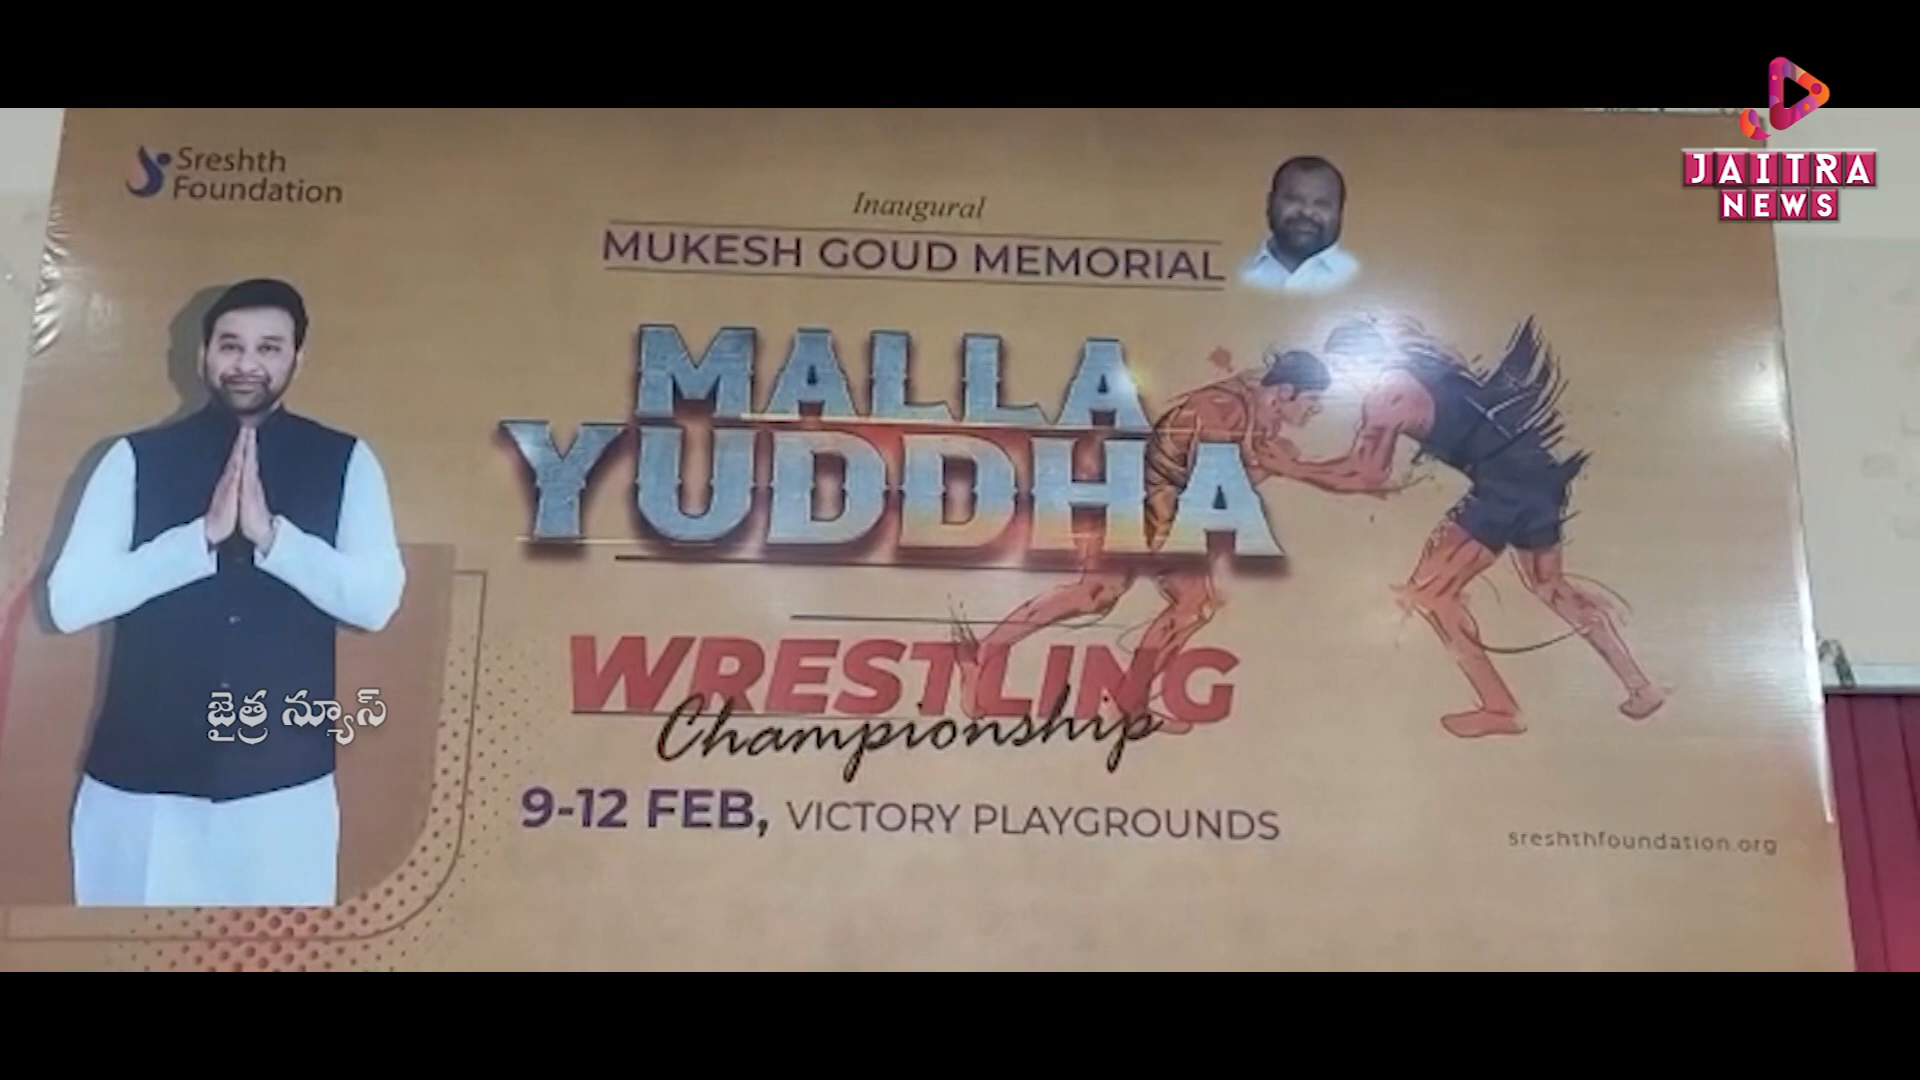 JAITRA
NEWS
Sreshth
Foundation
Inaugural
MUKESH GOUD MEMORIAL
MALLA
YUDDHA
WRESTLING
Championship
9-12 FEB, VICTORY PLAYGROUNDS
sreshthfoundation.org
జైత్ర న్యూస్